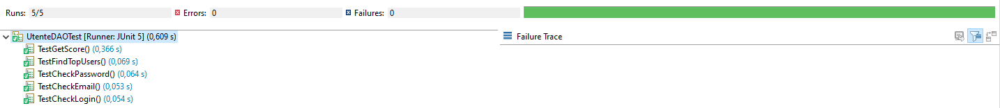 Runs: 5/5 Errors: 0 Failures: 0
UtenteDAOTest [Runner: JUnit 5] (0,609 s)
Failure Trace
TestGetScore() (0,366 s)
TestFindTopUsers() (0,069 s)
TestCheckPassword() (0,064 s)
TestCheckEmail() (0,053 s)
TestCheckLogin() (0,054 s)